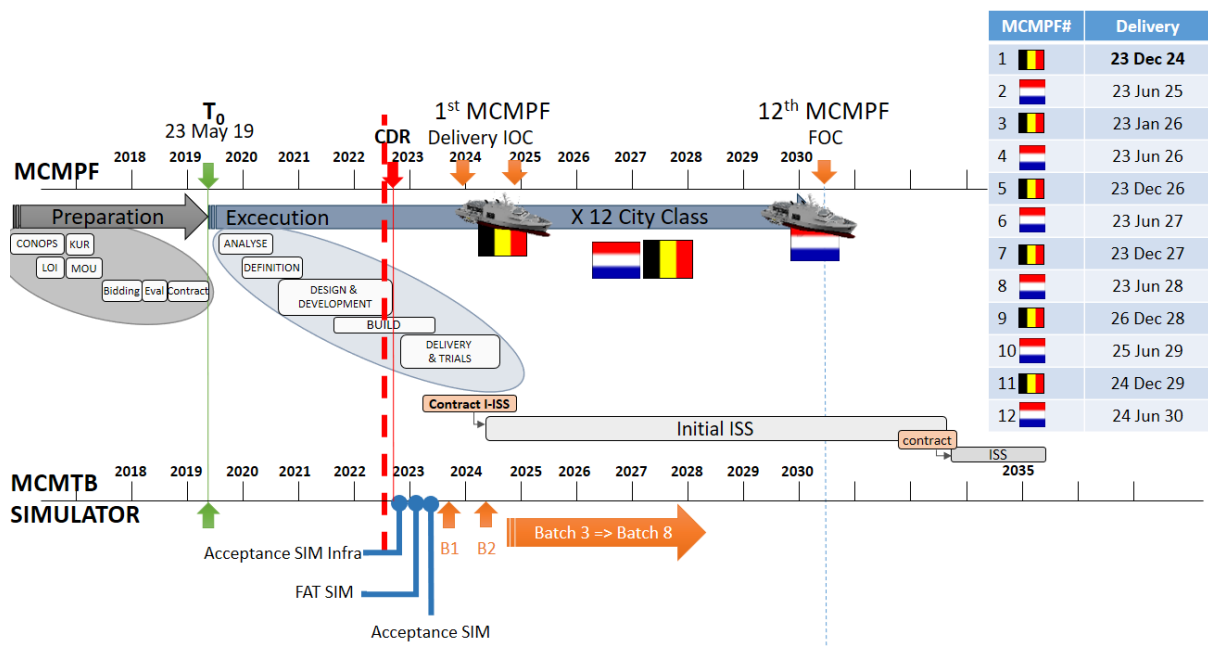 MCMPF# Delivery
1 23 Dec 24
2 23 Jun 25
3 23 Jan 26
4 23 Jun 26
5 23 Dec 26
6 23 Jun 27
7 23 Dec 27
8 23 Jun 28
9 26 Dec 28
10 25 Jun 29
11 24 Dec 29
12 24 Jun 30
T0
23 May 19
CDR
1st MCMPF
Delivery IOC
12th MCMPF
FOC
2018 2019 2020 2021 2022 2023 2024 2025 2026 2027 2028 2029 2030
MCMPF
Preparation
Excecution
X 12 City Class
CONOPS KUR
LOI MOU
Bidding Eval Contract
ANALYSE
DEFINITION
DESIGN &
DEVELOPMENT
BUILD
DELIVERY
& TRIALS
Contract I-ISS
Initial ISS
contract
ISS
2018 2019 2020 2021 2022 2023 2024 2025 2026 2027 2028 2029 2030 2035
MCMTB
SIMULATOR
B1 B2
Batch 3 => Batch 8
Acceptance SIM Infra
FAT SIM
Acceptance SIM